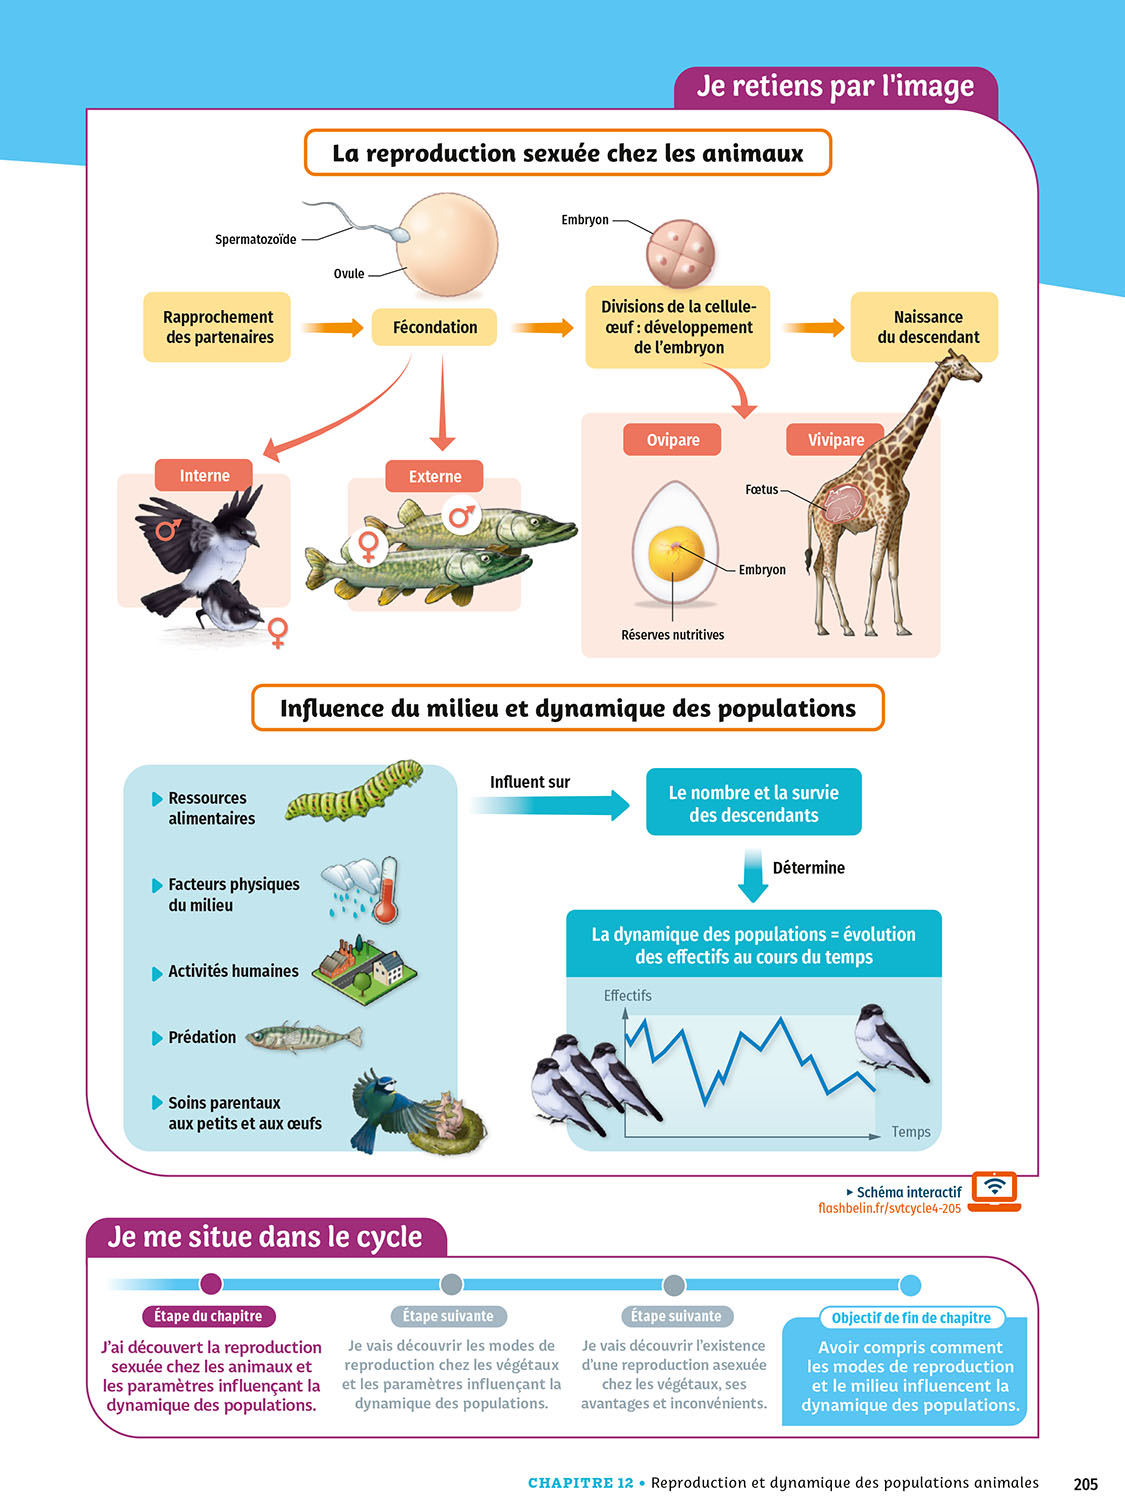 Je retiens par l'image
La reproduction sexuée chez les animaux
Spermatozoïde
Ovule
Embryon
Rapprochement
des partenaires
Fécondation
Divisions de la cellule-
œuf : développement
de l'embryon
Naissance
du descendant
Interne
♂
♀
Externe
♂
♀
Ovipare
Vivipare
Fœtus
Embryon
Réserves nutritives
Influence du milieu et dynamique des populations
Ressources
alimentaires
Facteurs physiques
du milieu
Activités humaines
Prédation
Soins parentaux
aux petits et aux œufs
Influent sur
Le nombre et la survie
des descendants
Détermine
La dynamique des populations = évolution
des effectifs au cours du temps
Effectifs
Temps
▸ Schéma interactif
flashbelin.fr/svtcycle4-205
Je me situe dans le cycle
Étape du chapitre
J'ai découvert la reproduction
sexuée chez les animaux et
les paramètres influençant la
dynamique des populations.
Étape suivante
Je vais découvrir les modes de
reproduction chez les végétaux
et les paramètres influençant la
dynamique des populations.
Étape suivante
Je vais découvrir l'existence
d'une reproduction asexuée
chez les végétaux, ses
avantages et inconvénients.
Objectif de fin de chapitre
Avoir compris comment
les modes de reproduction
et le milieu influencent la
dynamique des populations.
CHAPITRE 12 • Reproduction et dynamique des populations animales 205